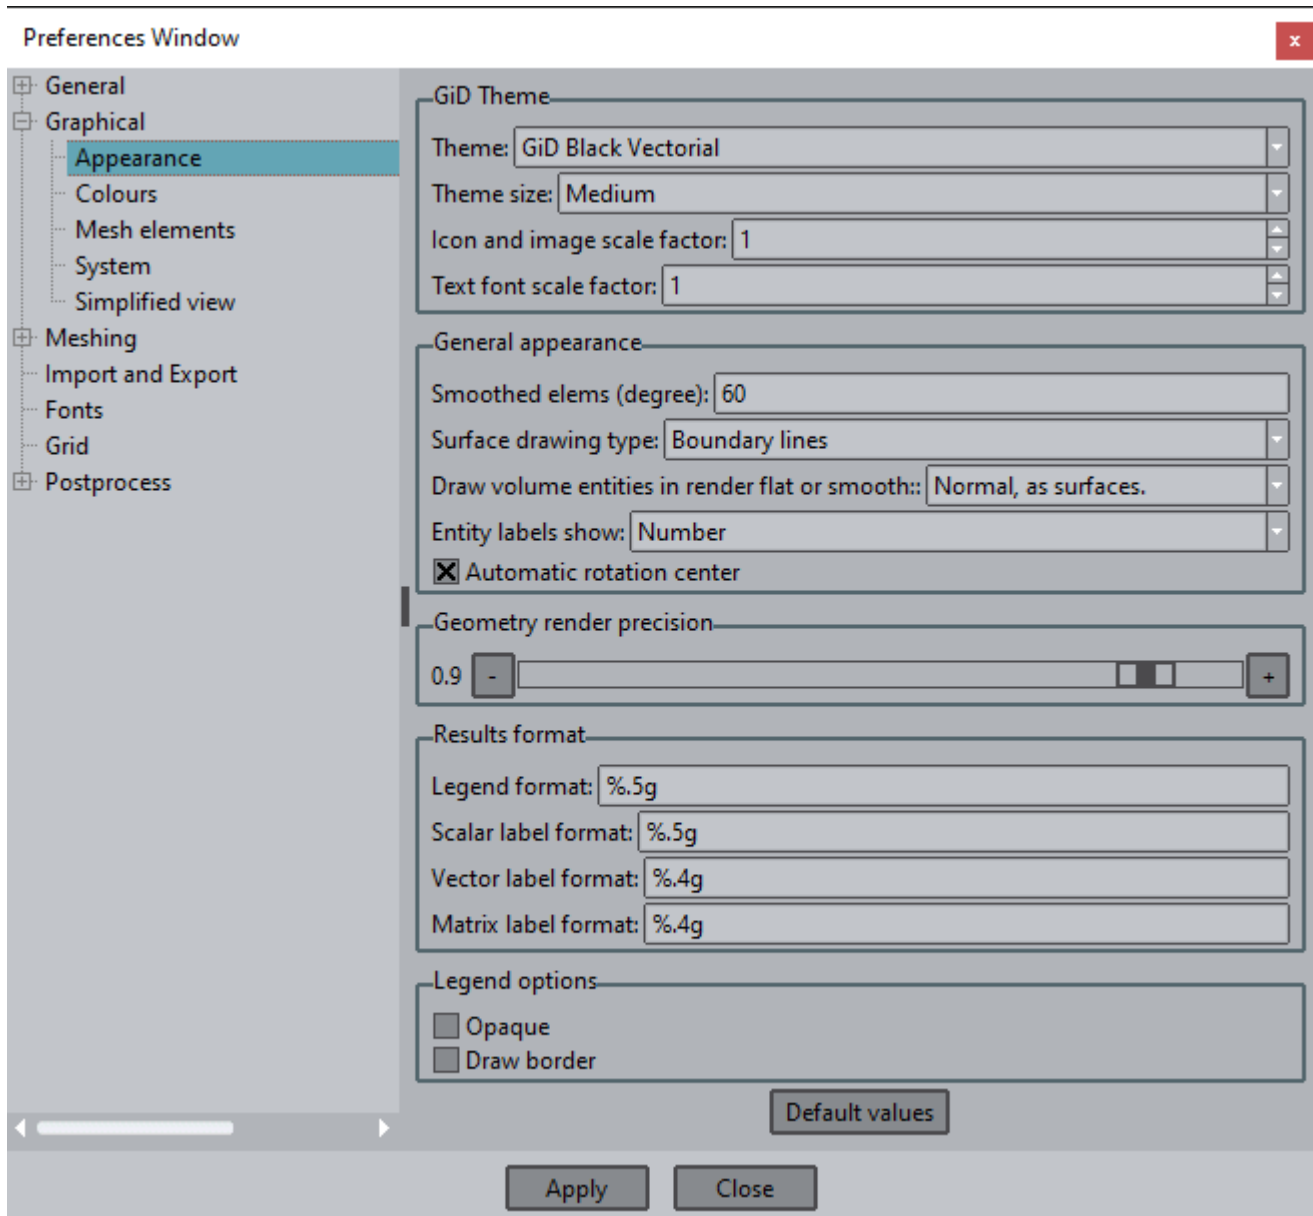 Preferences Window
x
General
Graphical
Appearance
Colours
Mesh elements
System
Simplified view
Meshing
Import and Export
Fonts
Grid
Postprocess
GiD Theme
Theme: GiD Black Vectorial
Theme size: Medium
Icon and image scale factor: 1
Text font scale factor: 1
General appearance
Smoothed elems (degree): 60
Surface drawing type: Boundary lines
Draw volume entities in render flat or smooth:: Normal, as surfaces.
Entity labels show: Number
Automatic rotation center
Geometry render precision
0.9 - +
Results format
Legend format: %.5g
Scalar label format: %.5g
Vector label format: %.4g
Matrix label format: %.4g
Legend options
Opaque
Draw border
Default values
Apply Close